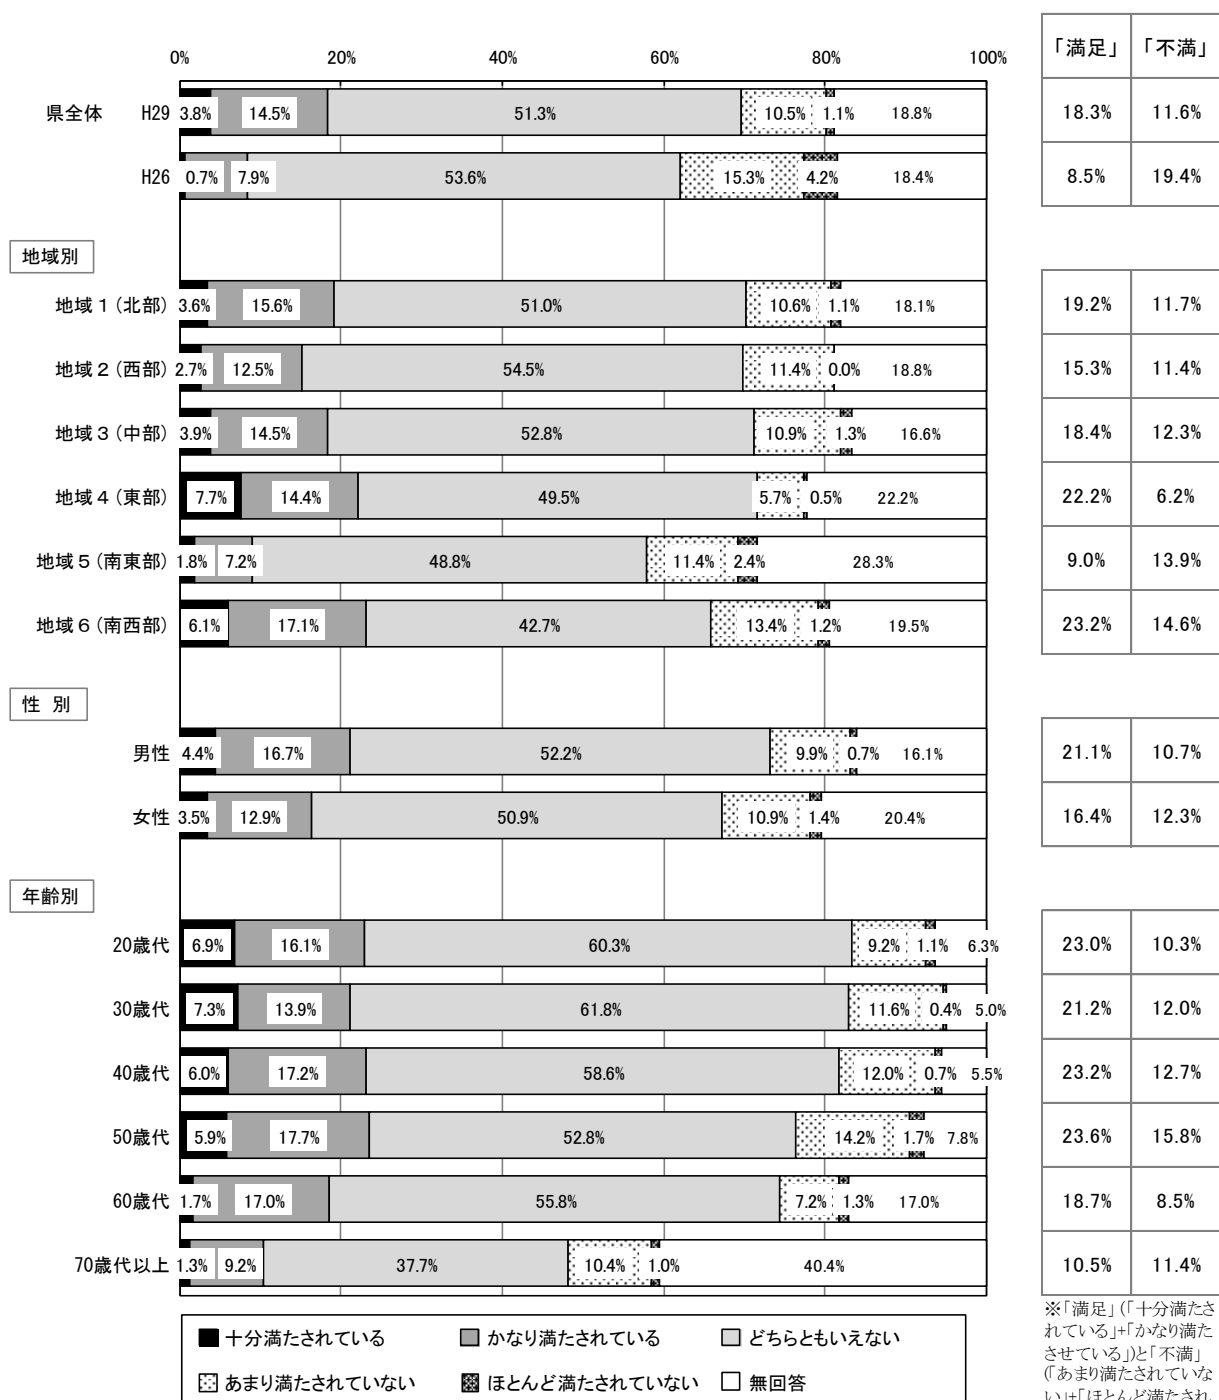 「満足」 「不満」
0% 20% 40% 60% 80% 100%
県全体 H29 3.8% 14.5% 51.3% 10.5% 1.1% 18.8% 18.3% 11.6%
H26 0.7% 7.9% 53.6% 15.3% 4.2% 18.4% 8.5% 19.4%
地域別
地域1(北部) 3.6% 15.6% 51.0% 10.6% 1.1% 18.1% 19.2% 11.7%
地域2(西部) 2.7% 12.5% 54.5% 11.4% 0.0% 18.8% 15.3% 11.4%
地域3(中部) 3.9% 14.5% 52.8% 10.9% 1.3% 16.6% 18.4% 12.3%
地域4(東部) 7.7% 14.4% 49.5% 5.7% 0.5% 22.2% 22.2% 6.2%
地域5(南東部) 1.8% 7.2% 48.8% 11.4% 2.4% 28.3% 9.0% 13.9%
地域6(南西部) 6.1% 17.1% 42.7% 13.4% 1.2% 19.5% 23.2% 14.6%
性 別
男性 4.4% 16.7% 52.2% 9.9% 0.7% 16.1% 21.1% 10.7%
女性 3.5% 12.9% 50.9% 10.9% 1.4% 20.4% 16.4% 12.3%
年齢別
20歳代 6.9% 16.1% 60.3% 9.2% 1.1% 6.3% 23.0% 10.3%
30歳代 7.3% 13.9% 61.8% 11.6% 0.4% 5.0% 21.2% 12.0%
40歳代 6.0% 17.2% 58.6% 12.0% 0.7% 5.5% 23.2% 12.7%
50歳代 5.9% 17.7% 52.8% 14.2% 1.7% 7.8% 23.6% 15.8%
60歳代 1.7% 17.0% 55.8% 7.2% 1.3% 17.0% 18.7% 8.5%
70歳代以上 1.3% 9.2% 37.7% 10.4% 1.0% 40.4% 10.5% 11.4%
十分満たされている かなり満たされている どちらともいえない
あまり満たされていない ほとんど満たされていない 無回答
※「満足」(「十分満たさ
れている」+「かなり満た
させている」)と「不満」
(「あまり満たされていな
い」+「ほとんど満たされ